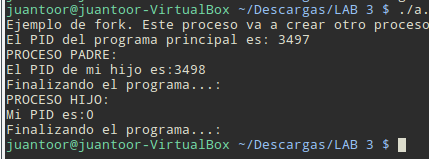 juantoor@juantoor-VirtualBox ~/Descargas/LAB 3 $ ./a.
Ejemplo de fork. Este proceso va a crear otro proceso
El PID del programa principal es: 3497
PROCESO PADRE:
El PID de mi hijo es:3498
Finalizando el programa...:
PROCESO HIJO:
Mi PID es:0
Finalizando el programa...:
juantoor@juantoor-VirtualBox ~/Descargas/LAB 3 $